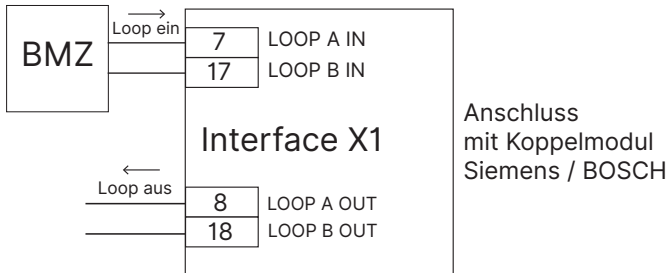 Loop ein
BMZ
7 LOOP A IN
17 LOOP B IN
Interface X1
Anschluss
mit Koppelmodul
Siemens / BOSCH
Loop aus
8 LOOP A OUT
18 LOOP B OUT